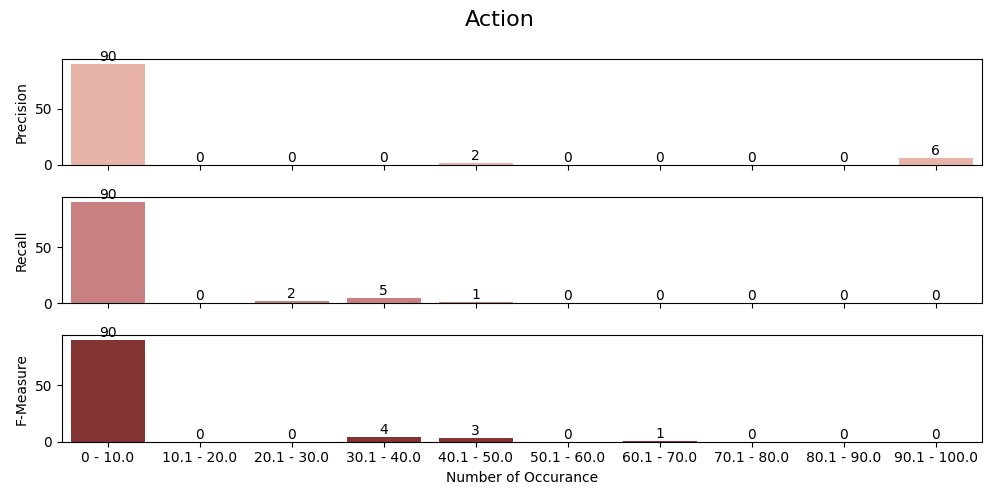 Action
Precision
50
0
90 0 0 0 2 0 0 0 0 6
Recall
50
0
90 0 2 5 1 0 0 0 0 0
F-Measure
50
0
90 0 0 4 3 0 1 0 0 0
0 - 10.0 10.1 - 20.0 20.1 - 30.0 30.1 - 40.0 40.1 - 50.0 50.1 - 60.0 60.1 - 70.0 70.1 - 80.0 80.1 - 90.0 90.1 - 100.0
Number of Occurance